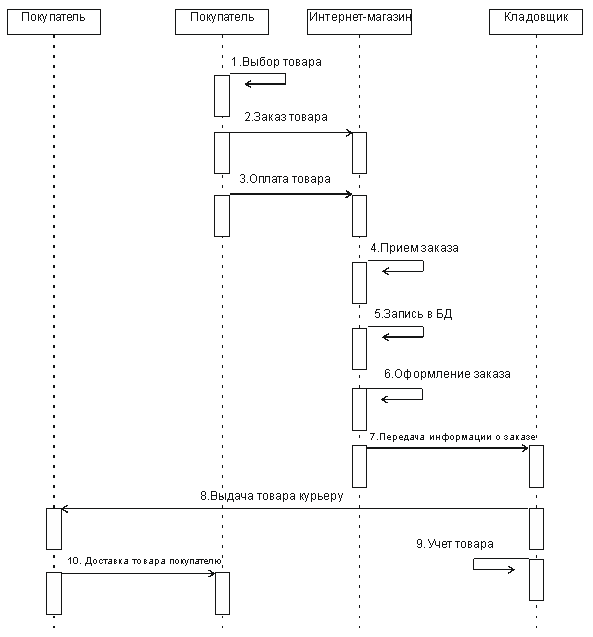 Покупатель
Покупатель
Интернет-магазин
Кладовщик
1.Выбор товара
2.Заказ товара
3.Оплата товара
4.Прием заказа
5.Запись в БД
6.Оформление заказа
7.Передача информации о заказе
8.Выдача товара курьеру
9.Учет товара
10. Доставка товара покупателю